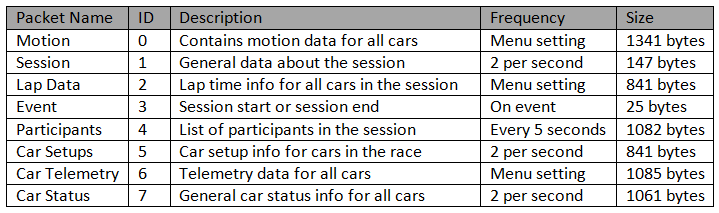 Packet Name ID Description Frequency Size
Motion 0 Contains motion data for all cars Menu setting 1341 bytes
Session 1 General data about the session 2 per second 147 bytes
Lap Data 2 Lap time info for all cars in the session Menu setting 841 bytes
Event 3 Session start or session end On event 25 bytes
Participants 4 List of participants in the session Every 5 seconds 1082 bytes
Car Setups 5 Car setup info for cars in the race 2 per second 841 bytes
Car Telemetry 6 Telemetry data for all cars Menu setting 1085 bytes
Car Status 7 General car status info for all cars 2 per second 1061 bytes